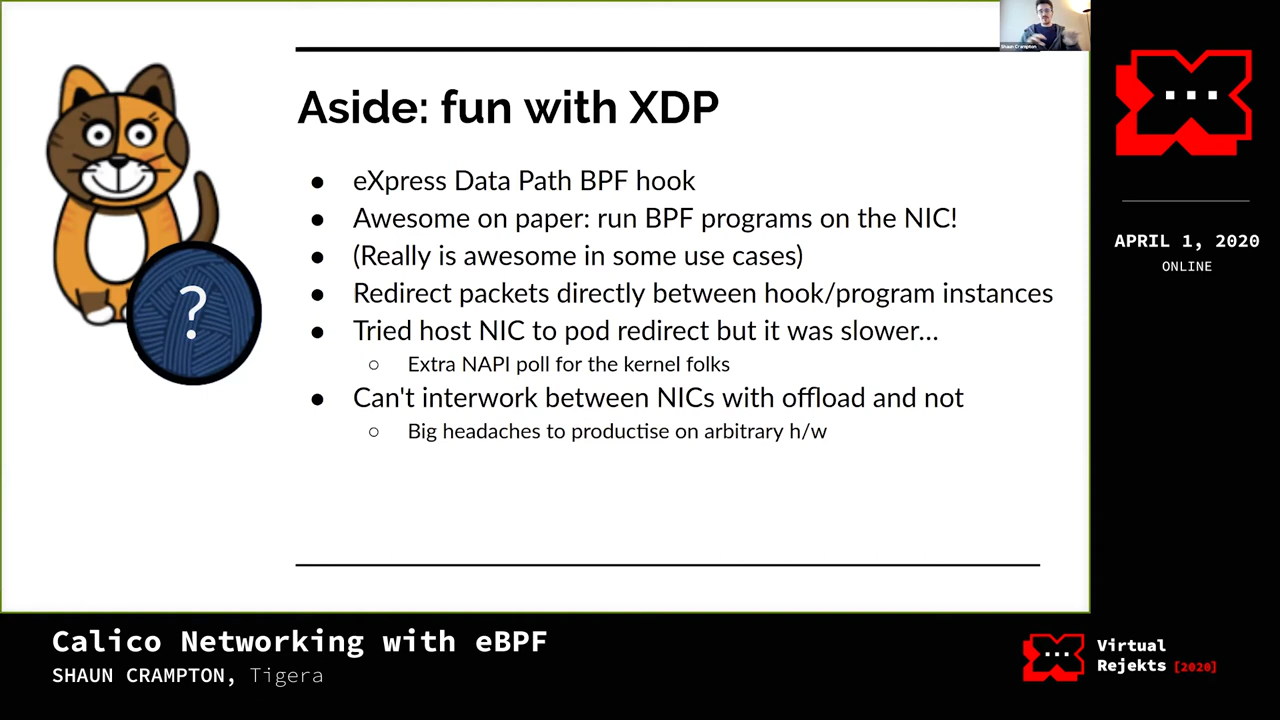 Shaun Crampton
Aside: fun with XDP
● eXpress Data Path BPF hook
● Awesome on paper: run BPF programs on the NIC!
● (Really is awesome in some use cases)
● Redirect packets directly between hook/program instances
● Tried host NIC to pod redirect but it was slower...
○ Extra NAPI poll for the kernel folks
● Can't interwork between NICs with offload and not
○ Big headaches to productise on arbitrary h/w
?
APRIL 1, 2020
ONLINE
Calico Networking with eBPF
SHAUN CRAMPTON, Tigera
Virtual
Rejekts [2020]